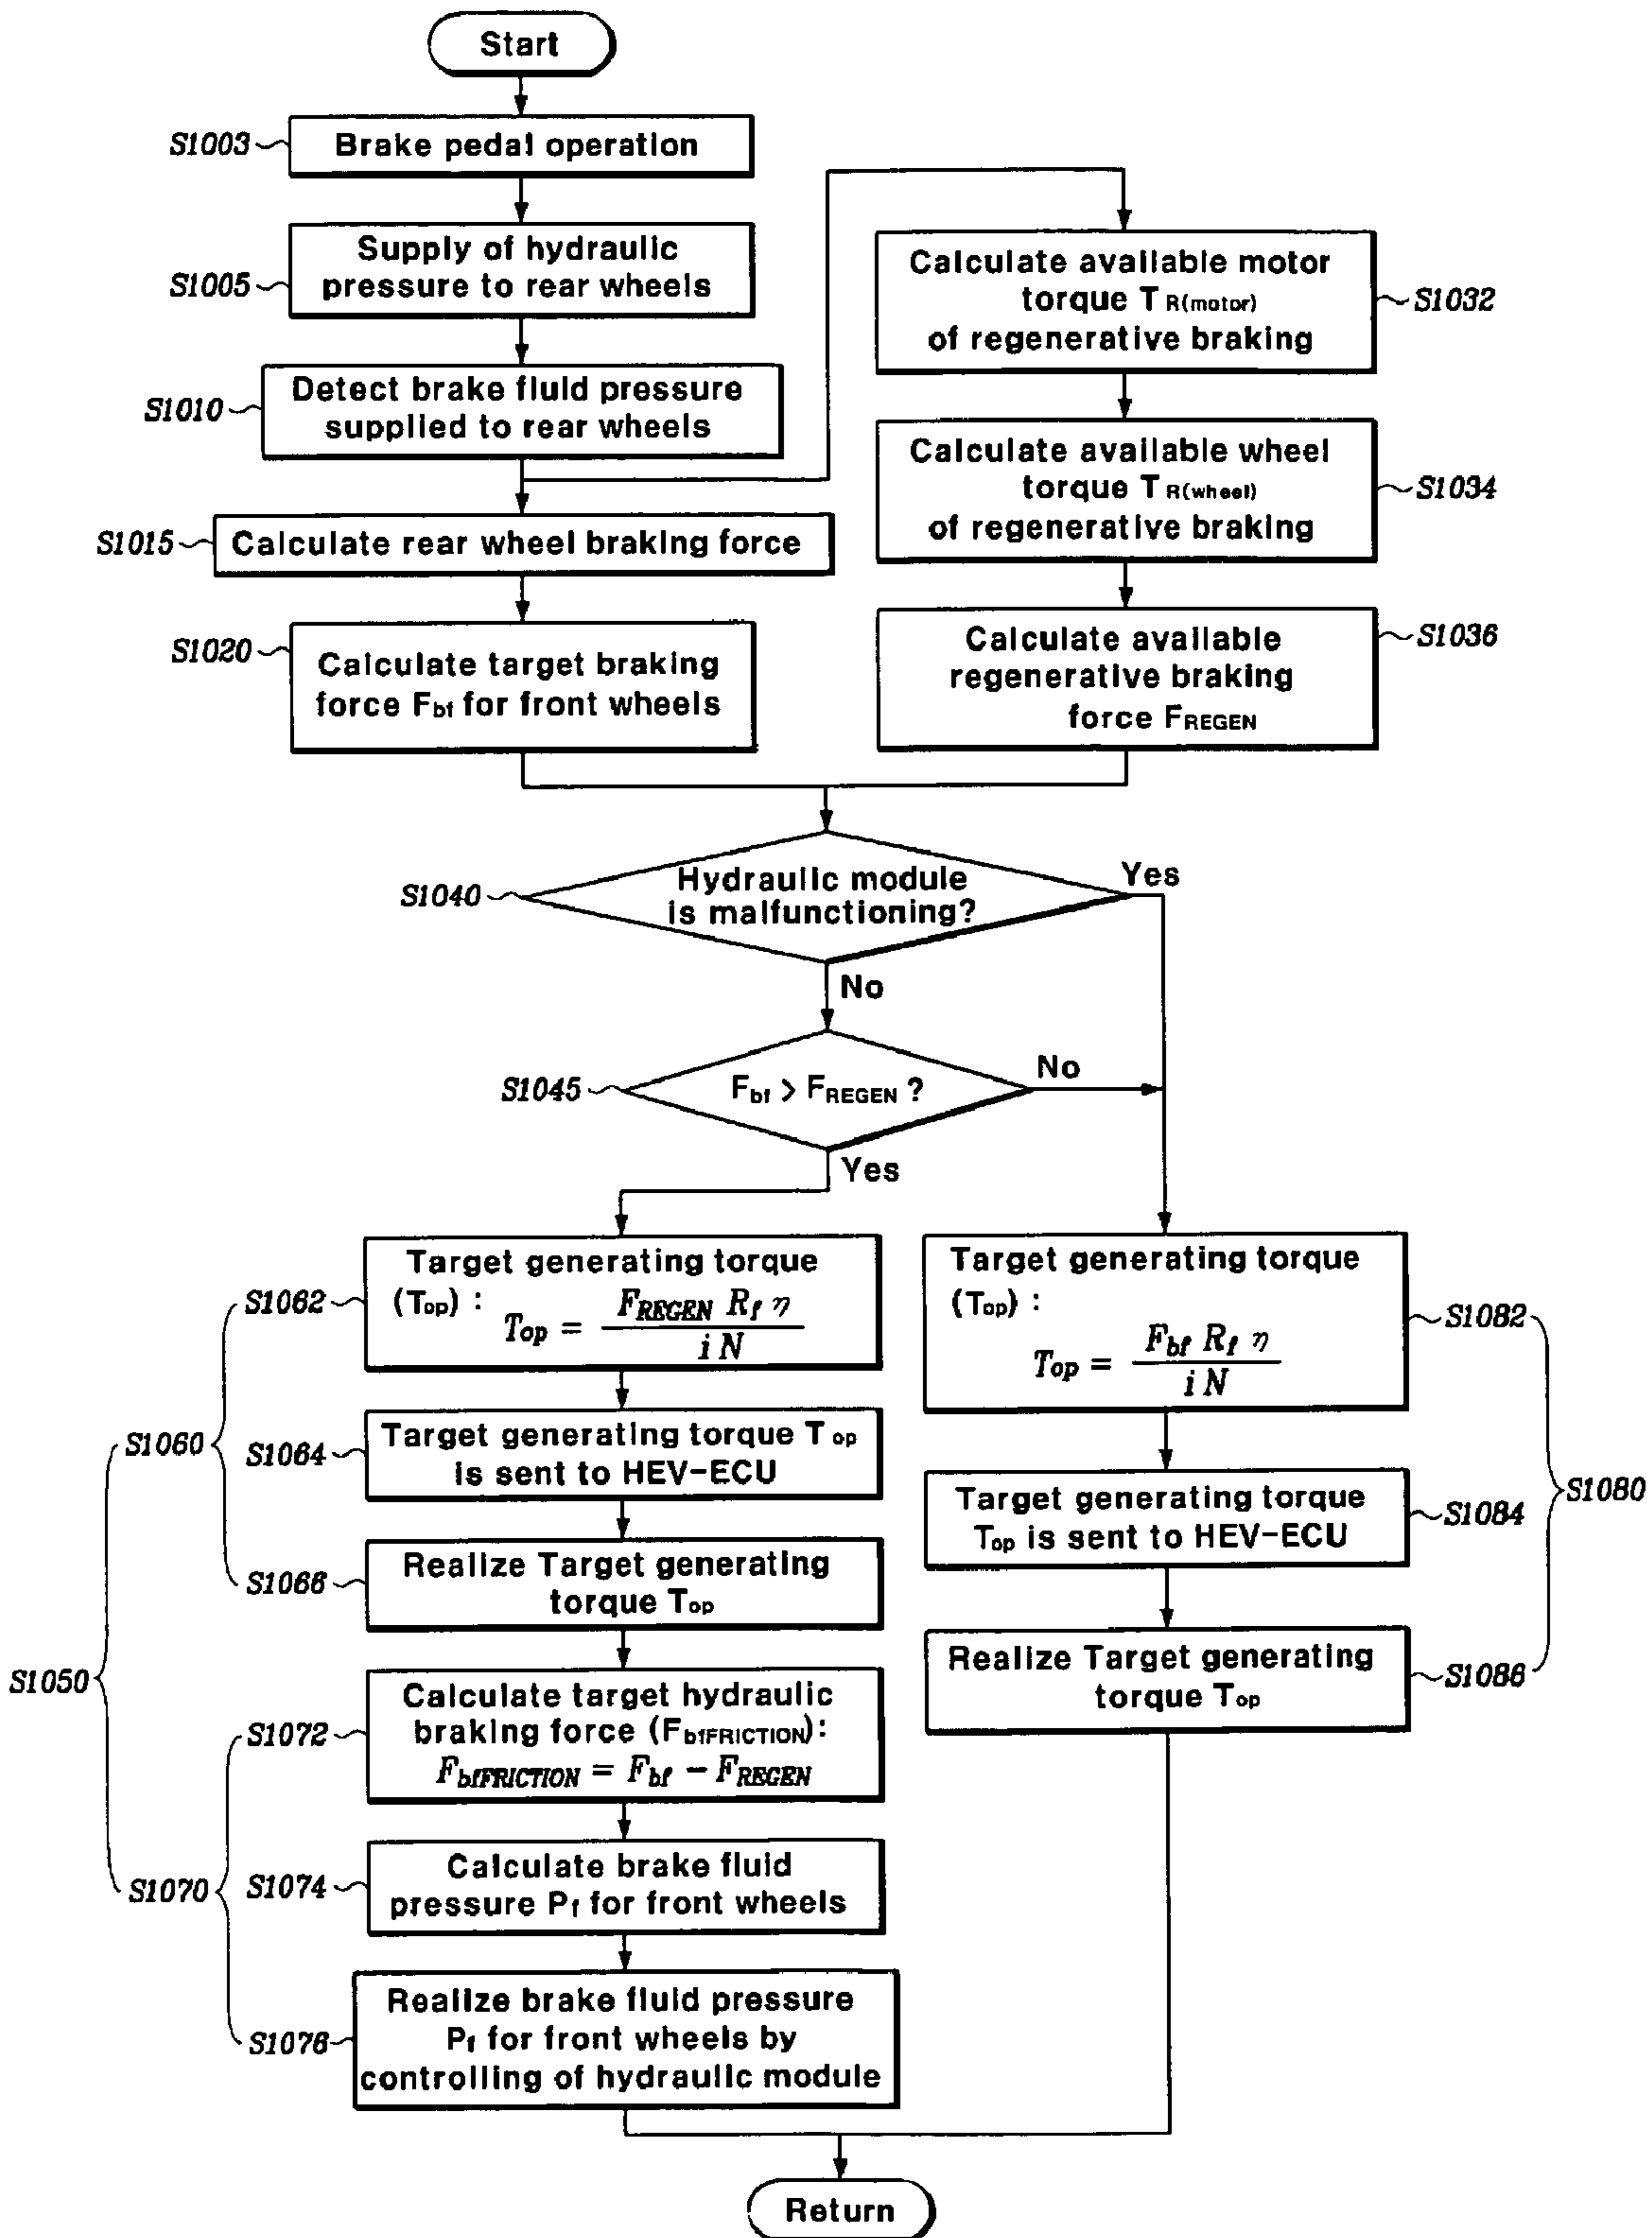 Start
S1003
Brake pedal operation
S1005
Supply of hydraulic
pressure to rear wheels
S1010
Detect brake fluid pressure
supplied to rear wheels
S1015
Calculate rear wheel braking force
S1020
Calculate target braking
force Fbf for front wheels
Calculate available motor
torque T R(motor)
of regenerative braking
S1032
Calculate available wheel
torque T R(wheel)
of regenerative braking
S1034
Calculate available
regenerative braking
force FREGEN
S1036
S1040
Hydraulic module
is malfunctioning?
Yes
No
S1045
Fbf > FREGEN ?
No
Yes
S1050
S1060
S1062
Target generating torque
(Top) :
Top = FREGEN Rf η / i N
S1064
Target generating torque Top
is sent to HEV-ECU
S1066
Realize Target generating
torque Top
S1070
S1072
Calculate target hydraulic
braking force (FbfFRICTION):
FbfFRICTION = Fbf − FREGEN
S1074
Calculate brake fluid
pressure Pf for front wheels
S1076
Realize brake fluid pressure
Pf for front wheels by
controlling of hydraulic module
Target generating torque
(Top) :
Top = Fbf Rf η / i N
S1082
Target generating torque
Top is sent to HEV-ECU
S1084
S1080
Realize Target generating
torque Top
S1086
Return